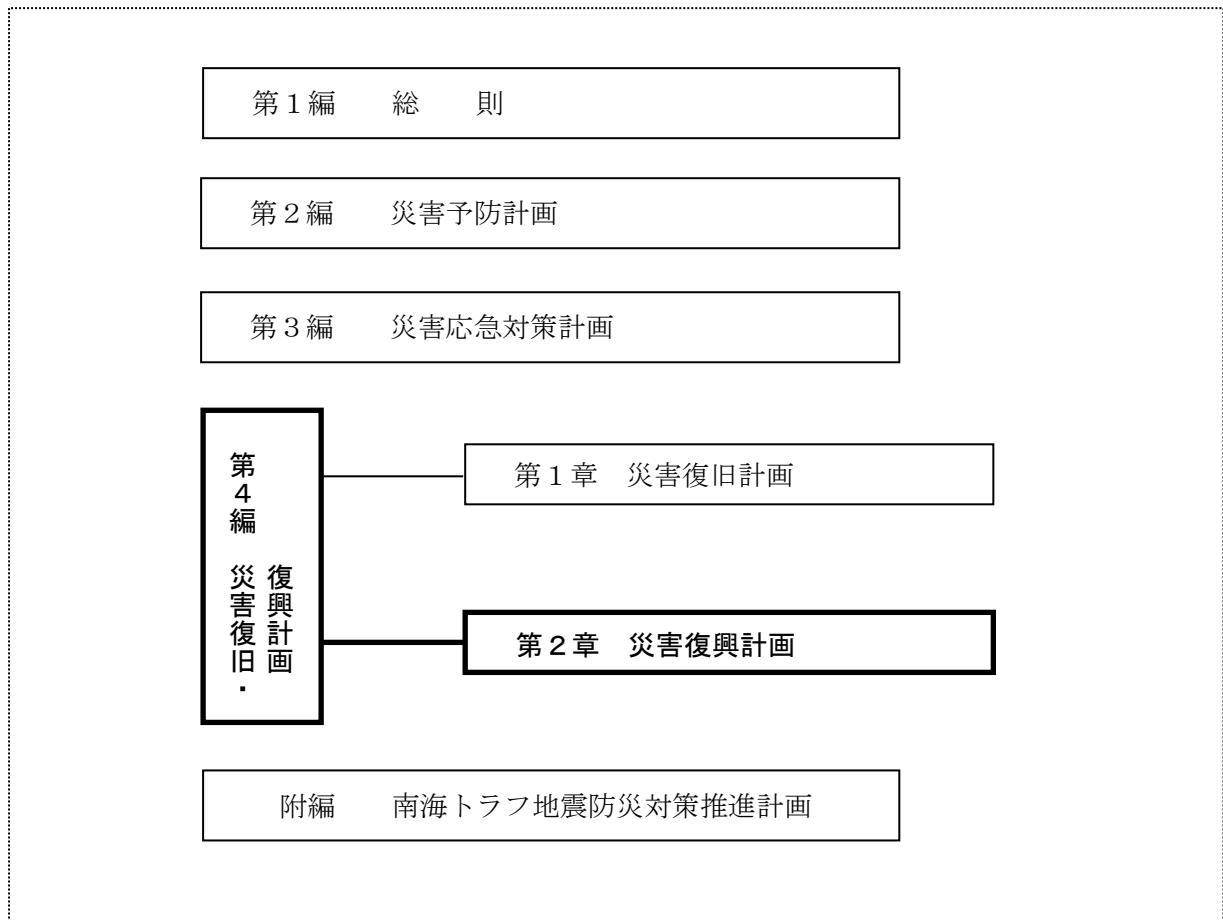 第１編　　総　　則
第２編　　災害予防計画
第３編　　災害応急対策計画
第４編　災害復旧・
復興計画
第１章　災害復旧計画
第２章　災害復興計画
附編　　南海トラフ地震防災対策推進計画